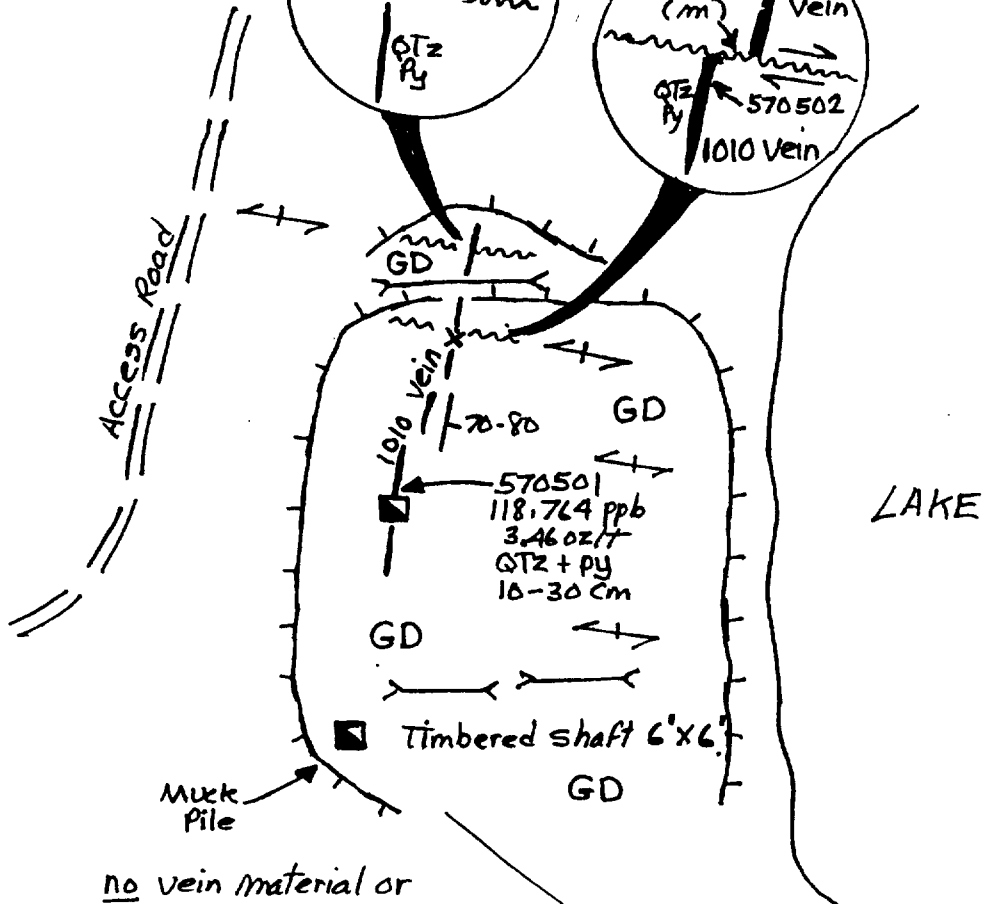 (m)
Vein
QTz
Py
QTz
Py
570502
1010 Vein
Access Road
GD
1010 Vein
GD
70-80
570501
118,764 ppb
3.46 oz/t
QTz + py
10-30 cm
LAKE
GD
Timbered shaft 6'x6'
GD
Muck
Pile
no vein material or